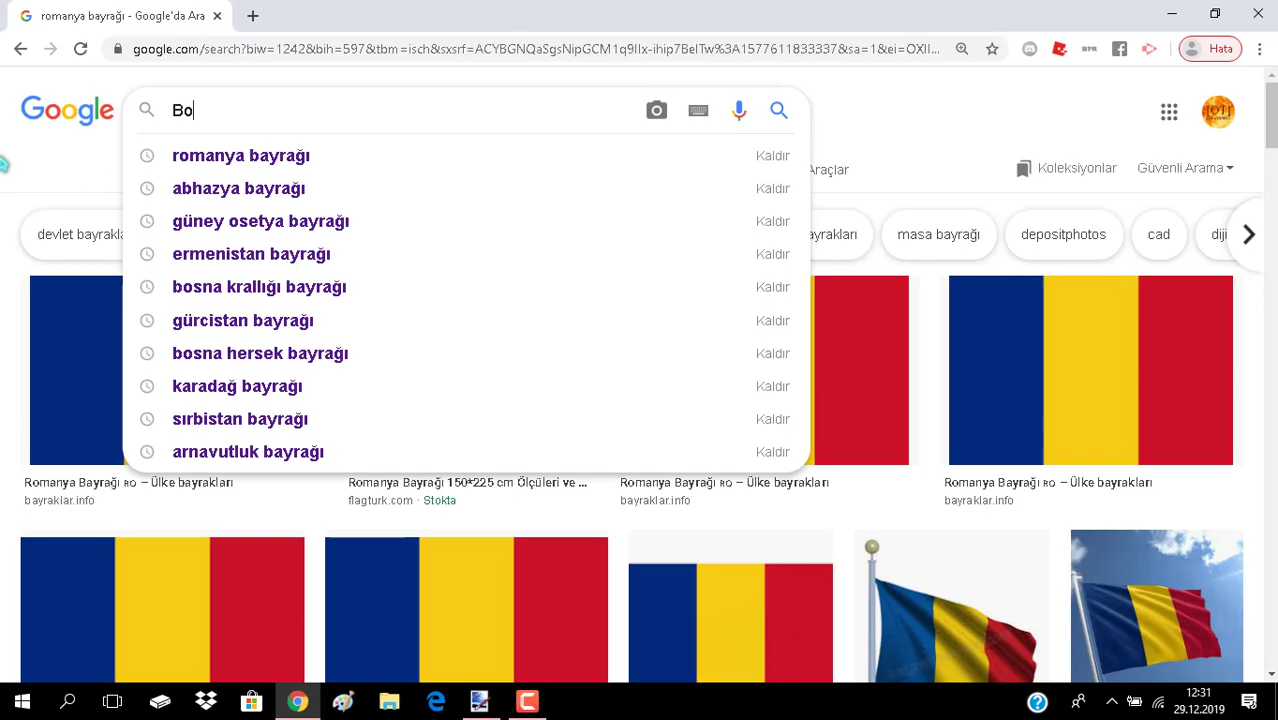 romanya bayrağı - Google'da Ara
google.com/search?biw=1242&bih=597&tbm=isch&sxsrf=ACYBGNQaSgsNipGCM1q9IIx-ihip7BeITw%3A1577611833337&sa=1&ei=OXII...
Hata
Google
Bo
romanya bayrağı Kaldır
abhazya bayrağı Kaldır
güney osetya bayrağı Kaldır
ermenistan bayrağı Kaldır
bosna krallığı bayrağı Kaldır
gürcistan bayrağı Kaldır
bosna hersek bayrağı Kaldır
karadağ bayrağı Kaldır
sırbistan bayrağı Kaldır
arnavutluk bayrağı Kaldır
Araçlar
Koleksiyonlar
Güvenli Arama
devlet bayrakla
ayrakları
masa bayrağı
depositphotos
cad
diji
Romanya Bayrağı RO – Ülke bayrakları
bayraklar.info
Romanya Bayrağı 150*225 cm Ölçüleri ve ...
flagturk.com · Stokta
Romanya Bayrağı RO – Ülke bayrakları
bayraklar.info
Romanya Bayrağı RO – Ülke bayrakları
bayraklar.info
12:31
29.12.2019